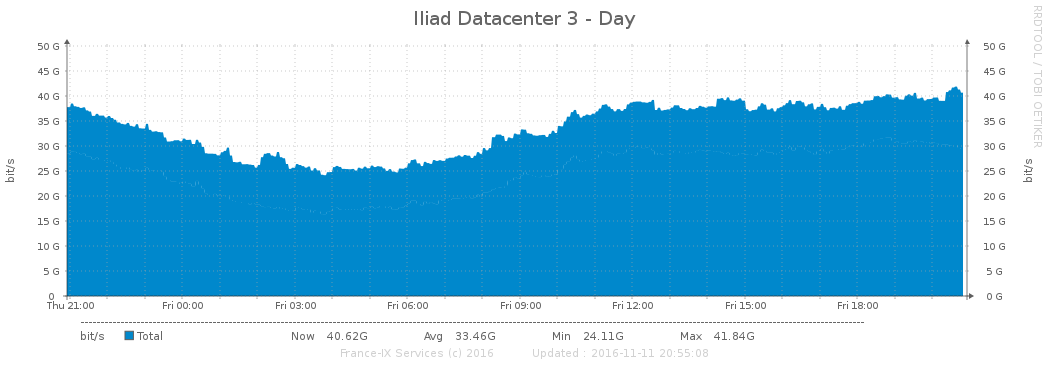 Iliad Datacenter 3 - Day
RRDTOOL / TOBI OETIKER
bit/s
50 G
45 G
40 G
35 G
30 G
25 G
20 G
15 G
10 G
5 G
0
50 G
45 G
40 G
35 G
30 G
25 G
20 G
15 G
10 G
5 G
0 G
bit/s
Thu 21:00 Fri 00:00 Fri 03:00 Fri 06:00 Fri 09:00 Fri 12:00 Fri 15:00 Fri 18:00
bit/s Total Now 40.62G Avg 33.46G Min 24.11G Max 41.84G
France-IX Services (c) 2016 Updated : 2016-11-11 20:55:08